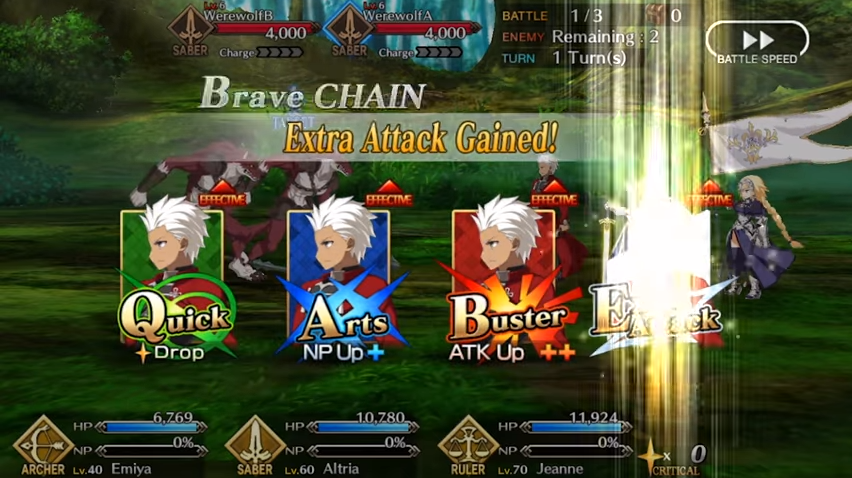 Lv.6
WerewolfB
4,000
SABER
Charge
Lv.6
WerewolfA
4,000
SABER
Charge
BATTLE 1/3
0
ENEMY Remaining : 2
TURN 1 Turn(s)
BATTLE SPEED
Brave CHAIN
Extra Attack Gained!
EFFECTIVE
EFFECTIVE
EFFECTIVE
EFFECTIVE
Quick
Drop
Arts
NP Up +
Buster
ATK Up ++
HP 6,769
NP 0%
ARCHER Lv.40 Emiya
HP 10,780
NP 0%
SABER Lv.60 Altria
HP 11,924
NP 0%
RULER Lv.70 Jeanne
x 0
CRITICAL